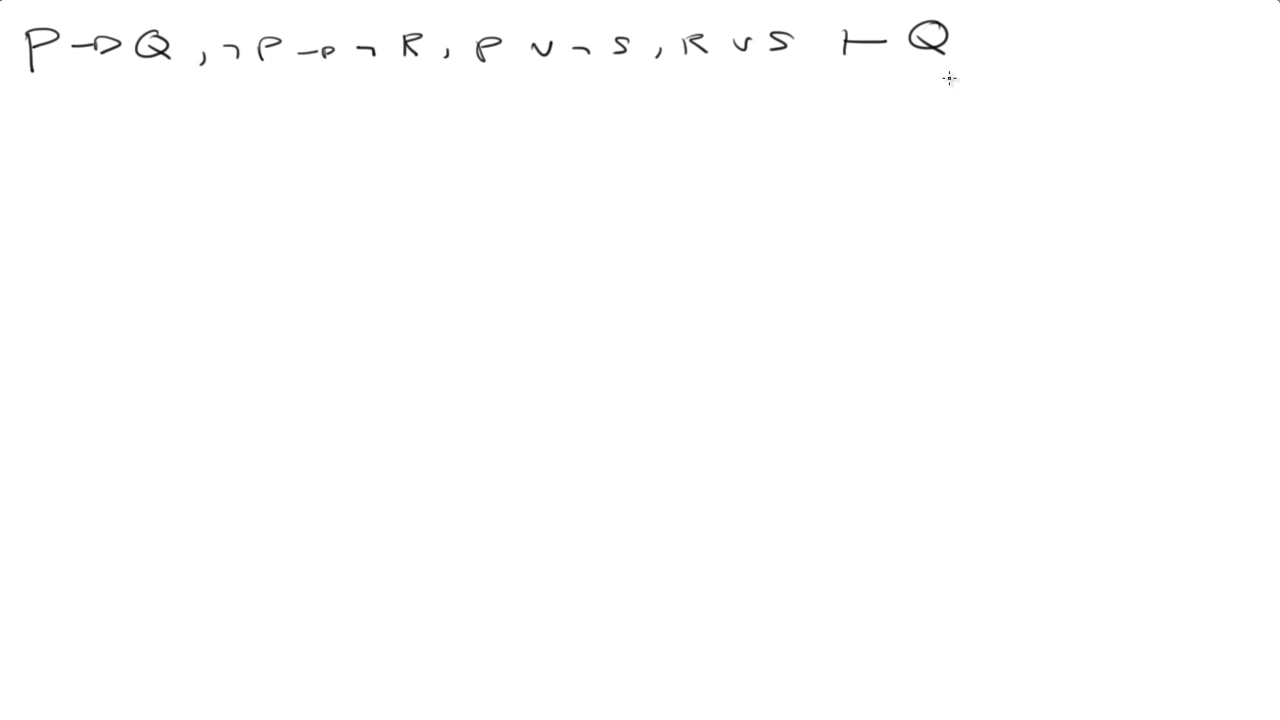 P → Q , ¬ P → ¬ R , P ∨ ¬ S , R ∨ S ⊢ Q